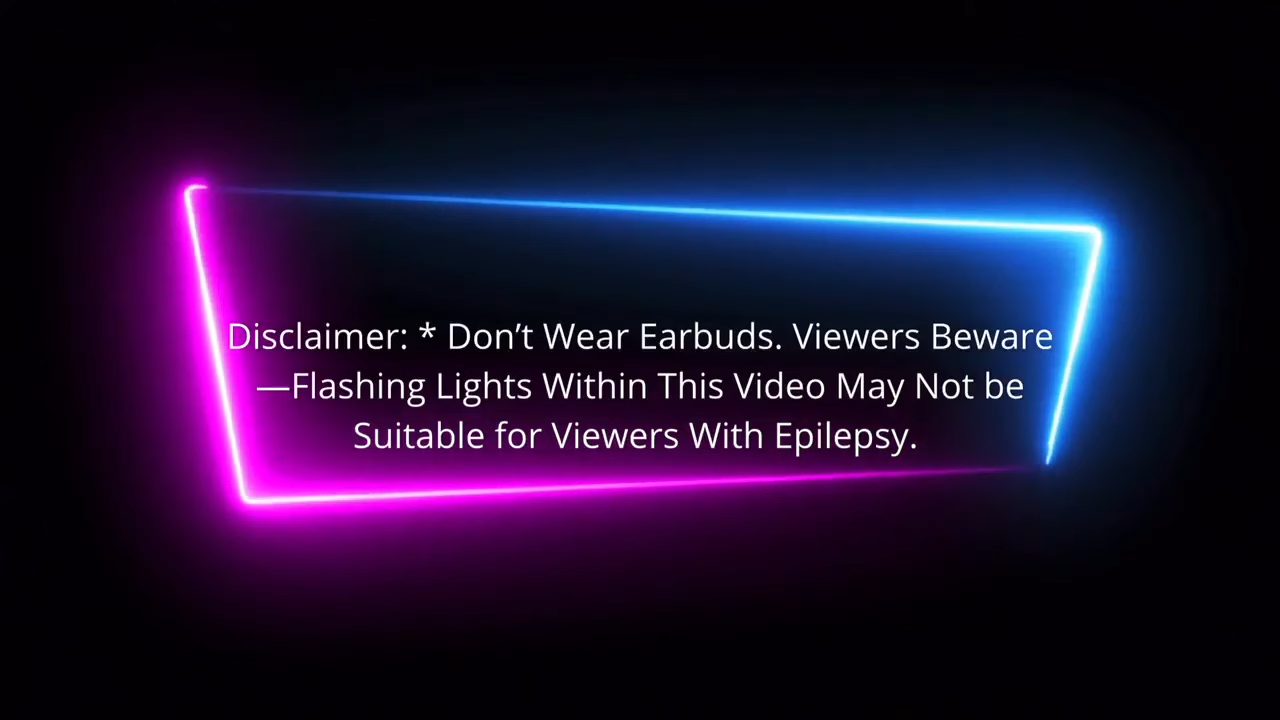 Disclaimer: * Don’t Wear Earbuds. Viewers Beware
—Flashing Lights Within This Video May Not be
Suitable for Viewers With Epilepsy.